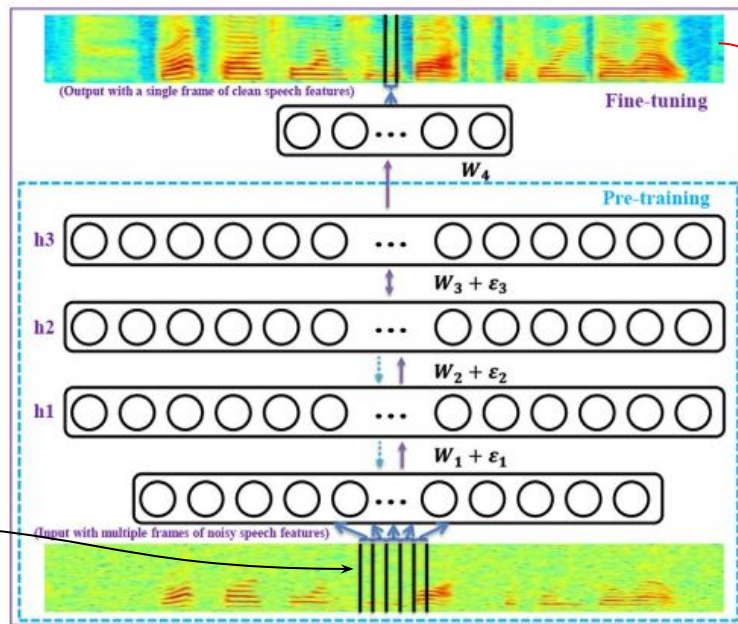 (Output with a single frame of clean speech features)
Fine-tuning
...
W₄
Pre-training
h3
...
W₃ + ε₃
h2
...
W₂ + ε₂
h1
...
W₁ + ε₁
...
(Input with multiple frames of noisy speech features)